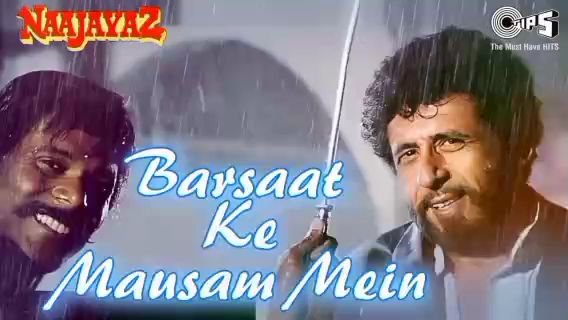 NAAJAYAZ
TIPS
The Must Have HITS
Barsaat
Ke
Mausam Mein